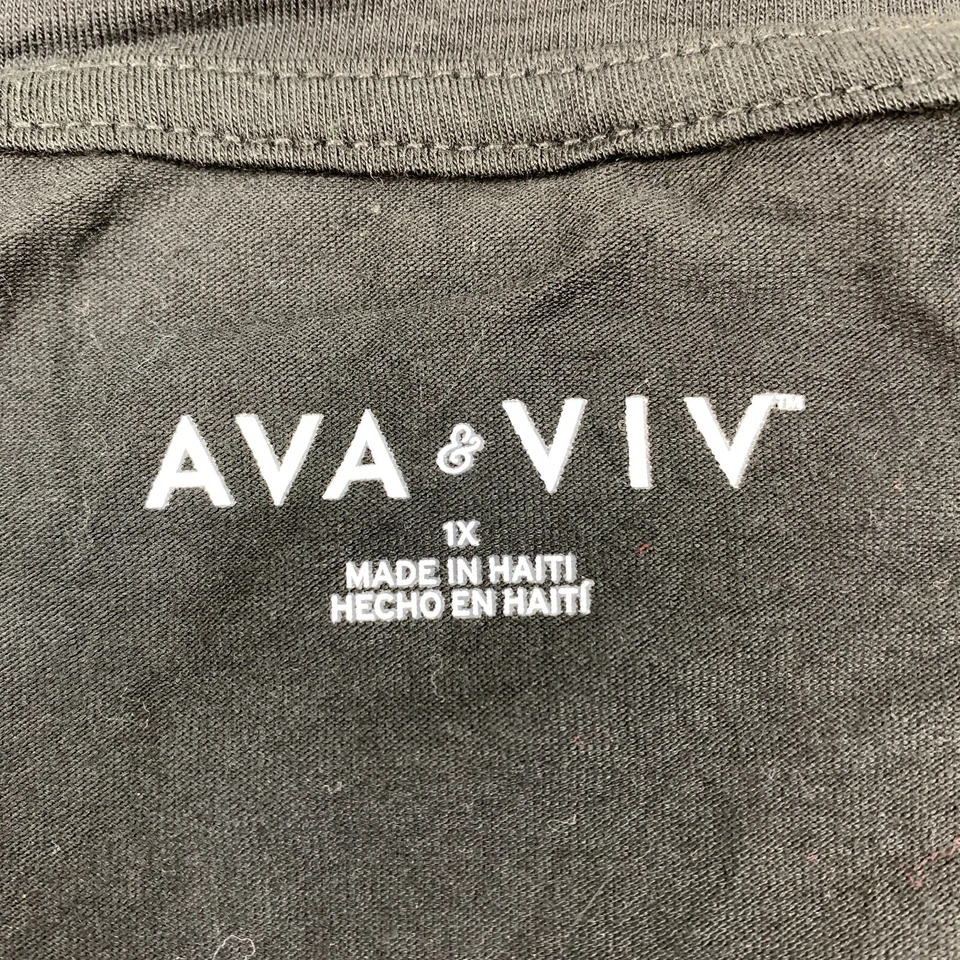 AVA & VIV™
1X
MADE IN HAITI
HECHO EN HAITÍ